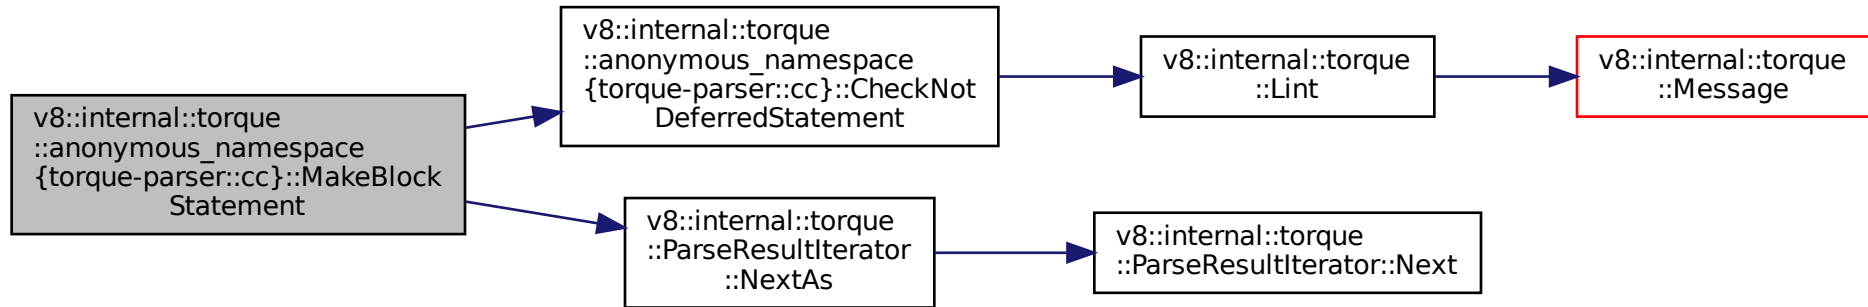 v8::internal::torque
::anonymous_namespace
{torque-parser::cc}::MakeBlock
Statement
v8::internal::torque
::anonymous_namespace
{torque-parser::cc}::CheckNot
DeferredStatement
v8::internal::torque
::Lint
v8::internal::torque
::Message
v8::internal::torque
::ParseResultIterator
::NextAs
v8::internal::torque
::ParseResultIterator::Next